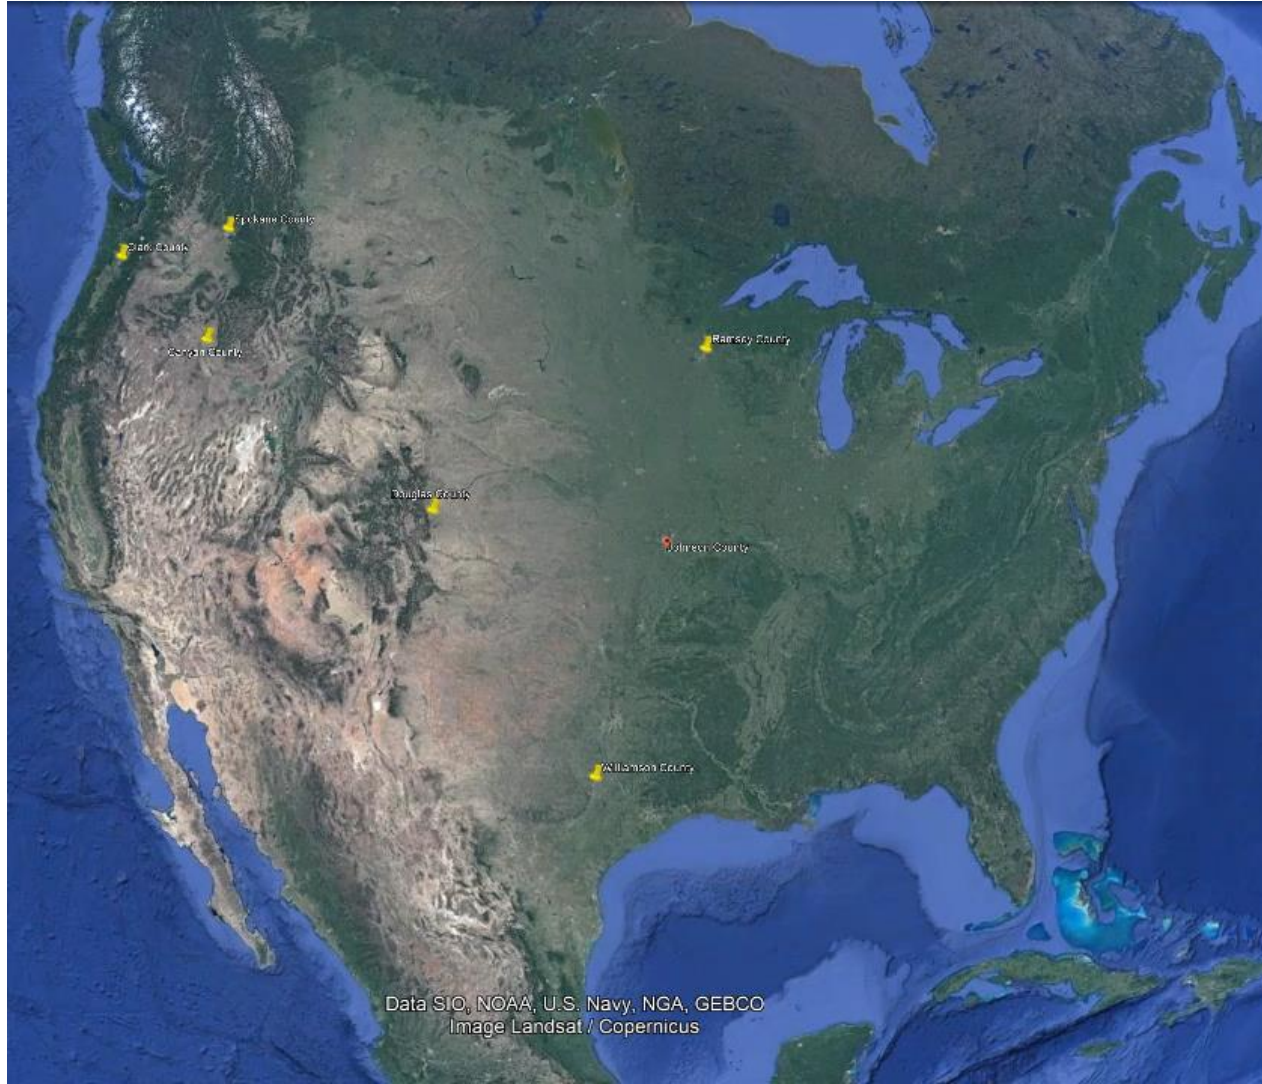 Spokane County
Clark County
Canyon County
Ramsey County
Douglas County
Johnson County
Williamson County
Data SIO, NOAA, U.S. Navy, NGA, GEBCO
Image Landsat / Copernicus